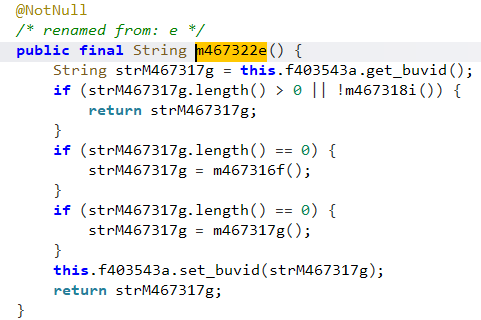 @NotNull
/* renamed from: e */
public final String m467322e() {
    String strM467317g = this.f403543a.get_buvid();
    if (strM467317g.length() > 0 || !m467318i()) {
        return strM467317g;
    }
    if (strM467317g.length() == 0) {
        strM467317g = m467316f();
    }
    if (strM467317g.length() == 0) {
        strM467317g = m467317g();
    }
    this.f403543a.set_buvid(strM467317g);
    return strM467317g;
}